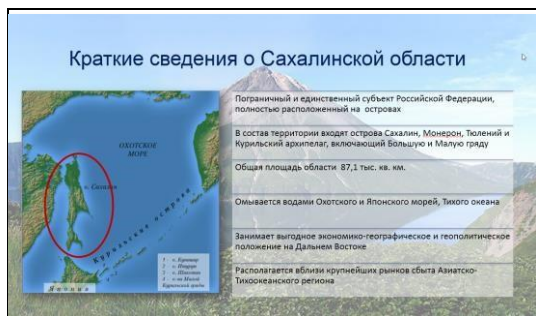 Краткие сведения о Сахалинской области
Пограничный и единственный субъект Российской Федерации,
полностью расположенный на островах
В состав территории входят острова Сахалин, Монерон, Тюлений и
Курильский архипелаг, включающий Большую и Малую гряду
Общая площадь области 87,1 тыс. кв. км.
Омывается водами Охотского и Японского морей, Тихого океана
Занимает выгодное экономико-географическое и геополитическое
положение на Дальнем Востоке
Располагается вблизи крупнейших рынков сбыта Азиатско-
Тихоокеанского региона
ОХОТСКОЕ
МОРЕ
о. Сахалин
Курильские острова
Япония